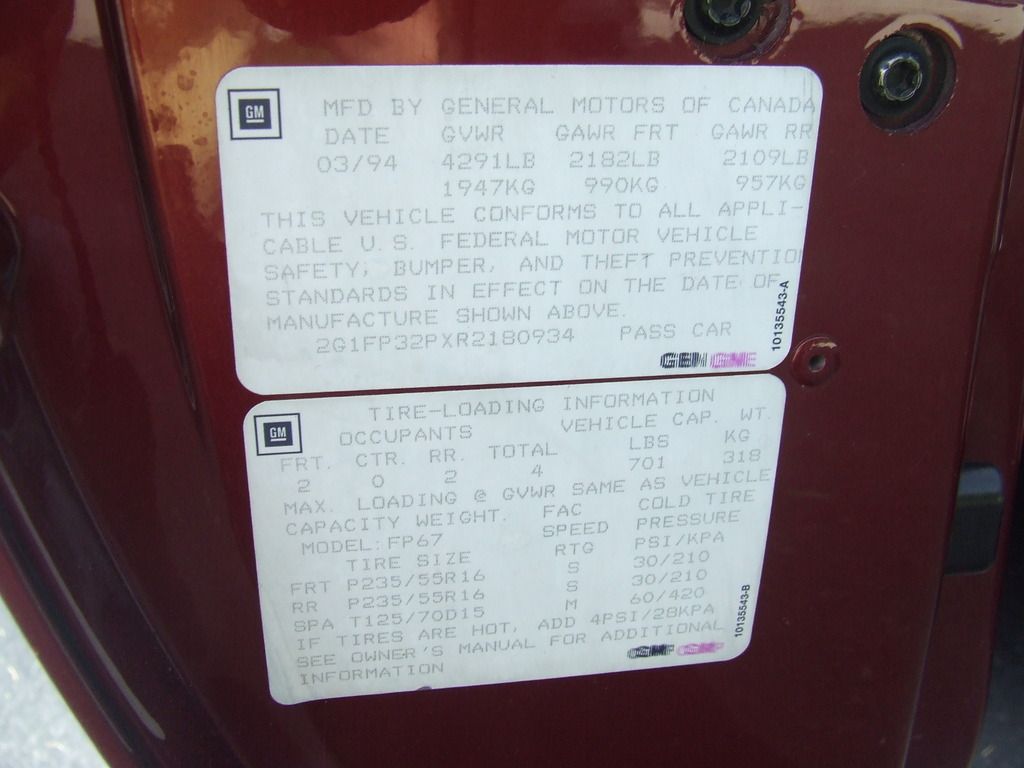 GM
MFD BY GENERAL MOTORS OF CANADA
DATE GVWR GAWR FRT GAWR RR
03/94 4291LB 2182LB 2109LB
1947KG 990KG 957KG
THIS VEHICLE CONFORMS TO ALL APPLI-
CABLE U.S. FEDERAL MOTOR VEHICLE
SAFETY, BUMPER, AND THEFT PREVENTIO
STANDARDS IN EFFECT ON THE DATE OF
MANUFACTURE SHOWN ABOVE.
2G1FP32PXR2180934 PASS CAR
10135543-A
GM
TIRE-LOADING INFORMATION
OCCUPANTS VEHICLE CAP. WT.
FRT. CTR. RR. TOTAL LBS KG
2 0 2 4 701 318
MAX. LOADING @ GVWR SAME AS VEHICLE
CAPACITY WEIGHT. FAC COLD TIRE
MODEL:FP67 SPEED PRESSURE
TIRE SIZE RTG PSI/KPA
FRT P235/55R16 S 30/210
RR P235/55R16 S 30/210
SPA T125/70D15 M 60/420
IF TIRES ARE HOT, ADD 4PSI/28KPA
SEE OWNER'S MANUAL FOR ADDITIONAL
INFORMATION
10135543-B